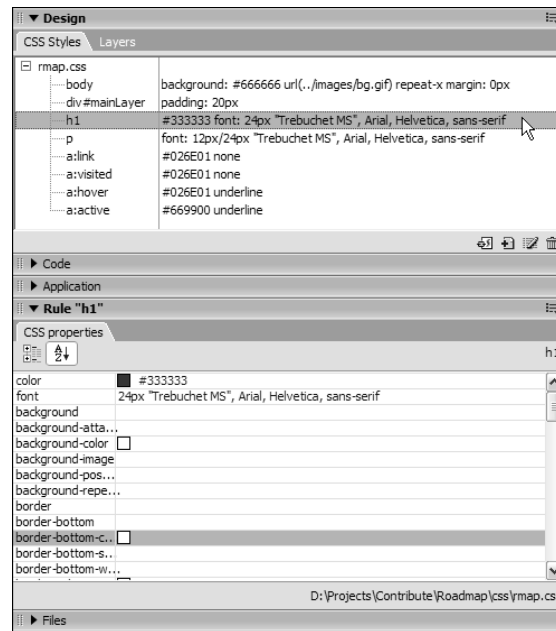 Design
CSS Styles Layers
rmap.css
body background: #666666 url(../images/bg.gif) repeat-x margin: 0px
div#mainLayer padding: 20px
h1 #333333 font: 24px "Trebuchet MS", Arial, Helvetica, sans-serif
p font: 12px/24px "Trebuchet MS", Arial, Helvetica, sans-serif
a:link #026E01 none
a:visited #026E01 none
a:hover #026E01 underline
a:active #669900 underline
Code
Application
Rule "h1"
CSS properties
h1
color #333333
font 24px "Trebuchet MS", Arial, Helvetica, sans-serif
background
background-atta...
background-color
background-image
background-pos...
background-repe...
border
border-bottom
border-bottom-c...
border-bottom-s...
border-bottom-w...
D:\Projects\Contribute\Roadmap\css\rmap.cs
Files